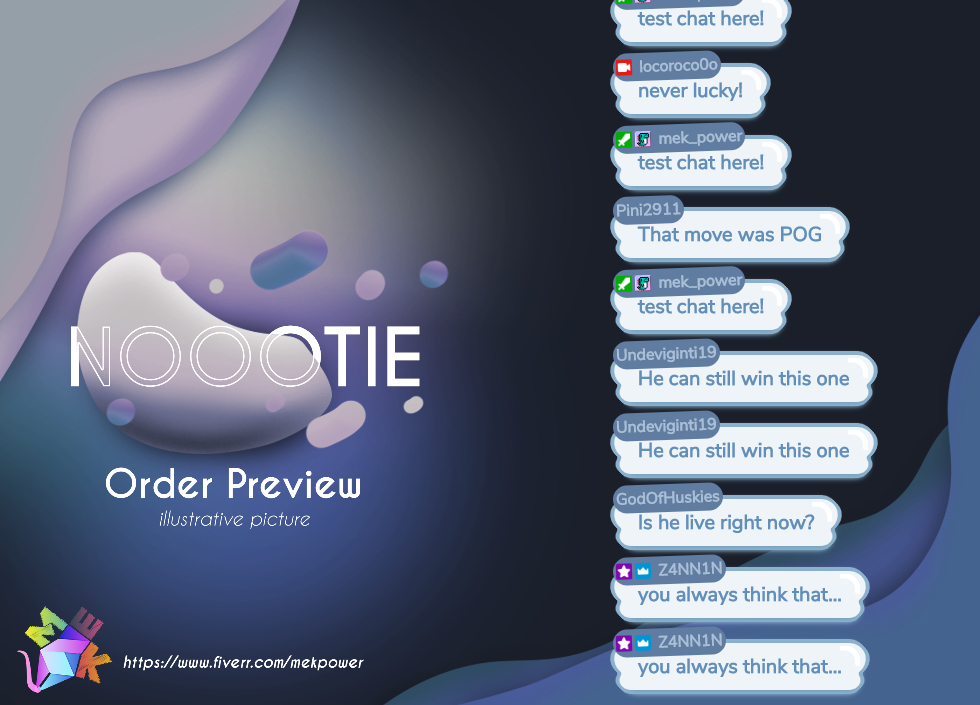 NOOOTIE
Order Preview
illustrative picture
MEK
https://www.fiverr.com/mekpower
test chat here!
locoroco0o
never lucky!
mek_power
test chat here!
Pini2911
That move was POG
mek_power
test chat here!
Undeviginti19
He can still win this one
Undeviginti19
He can still win this one
GodOfHuskies
Is he live right now?
Z4NN1N
you always think that...
Z4NN1N
you always think that...